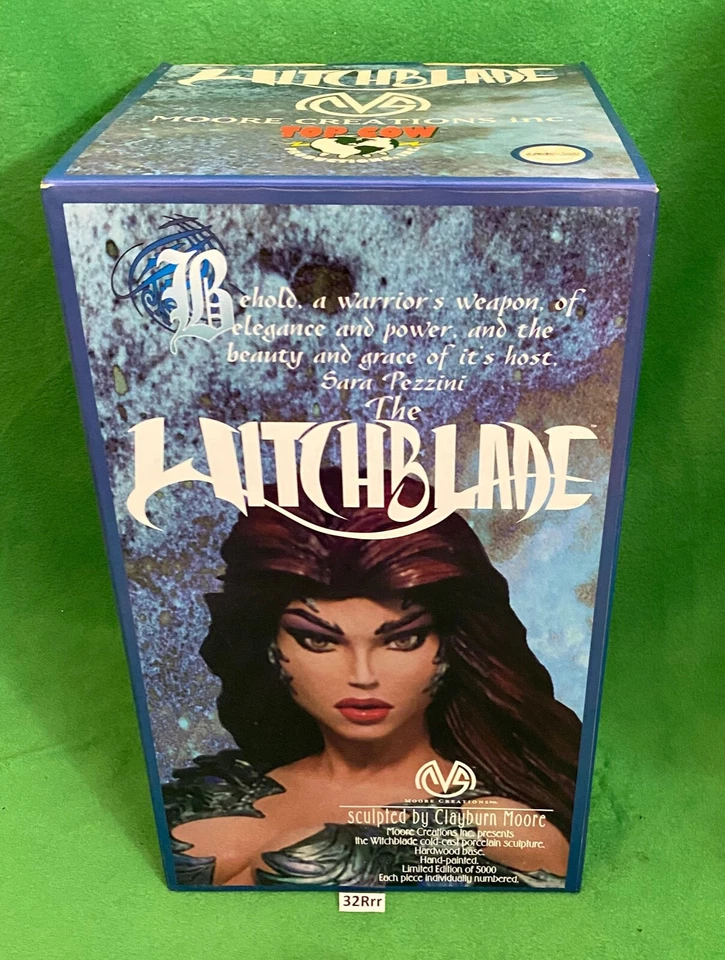 WITCHBLADE
MOORE CREATIONS inc.
TOP COW
Behold, a warrior's weapon, of
elegance and power, and the
beauty and grace of it's host,
Sara Pezzini
The
WITCHBLADE™
MOORE CREATIONS INC.
sculpted by Clayburn Moore
Moore Creations Inc. presents
the Witchblade cold-cast porcelain sculpture.
Hardwood base.
Hand-painted.
Limited Edition of 5000
Each piece individually numbered.
32Rrr